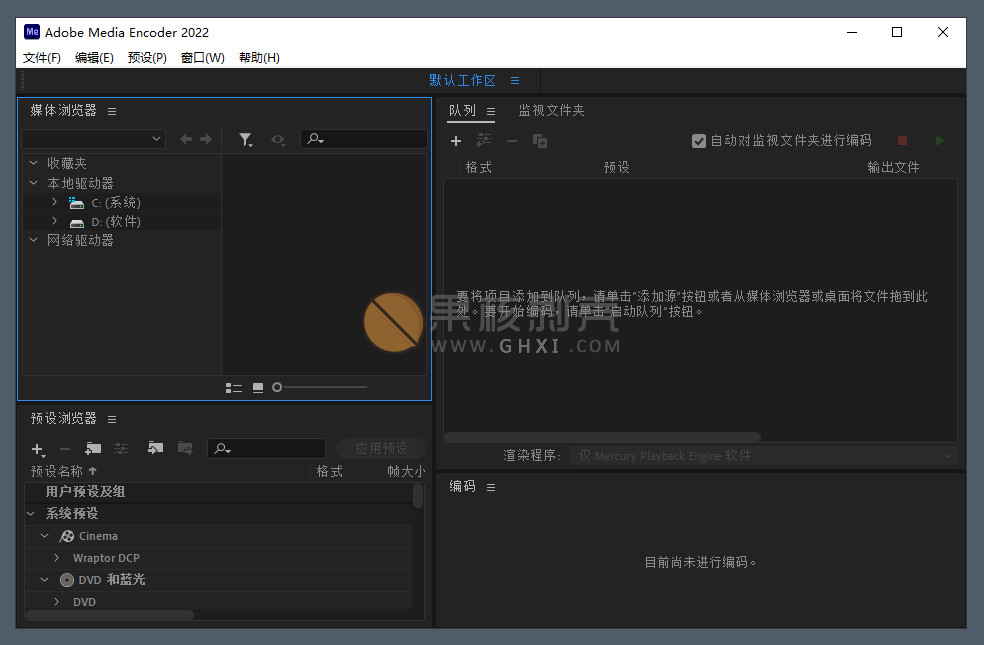 Me Adobe Media Encoder 2022
文件(F) 编辑(E) 预设(P) 窗口(W) 帮助(H)
默认工作区
媒体浏览器
收藏夹
本地驱动器
C: (系统)
D: (软件)
网络驱动器
队列 监视文件夹
自动对监视文件夹进行编码
格式 预设 输出文件
要将项目添加到队列，请单击"添加源"按钮或者从媒体浏览器或桌面将文件拖到此
处。要开始编码，请单击"启动队列"按钮。
果核剥壳
WWW.GHXI.COM
渲染程序: 仅 Mercury Playback Engine 软件
预设浏览器
应用预设
预设名称 格式 帧大小
用户预设及组
系统预设
Cinema
Wraptor DCP
DVD 和蓝光
DVD
编码
目前尚未进行编码。